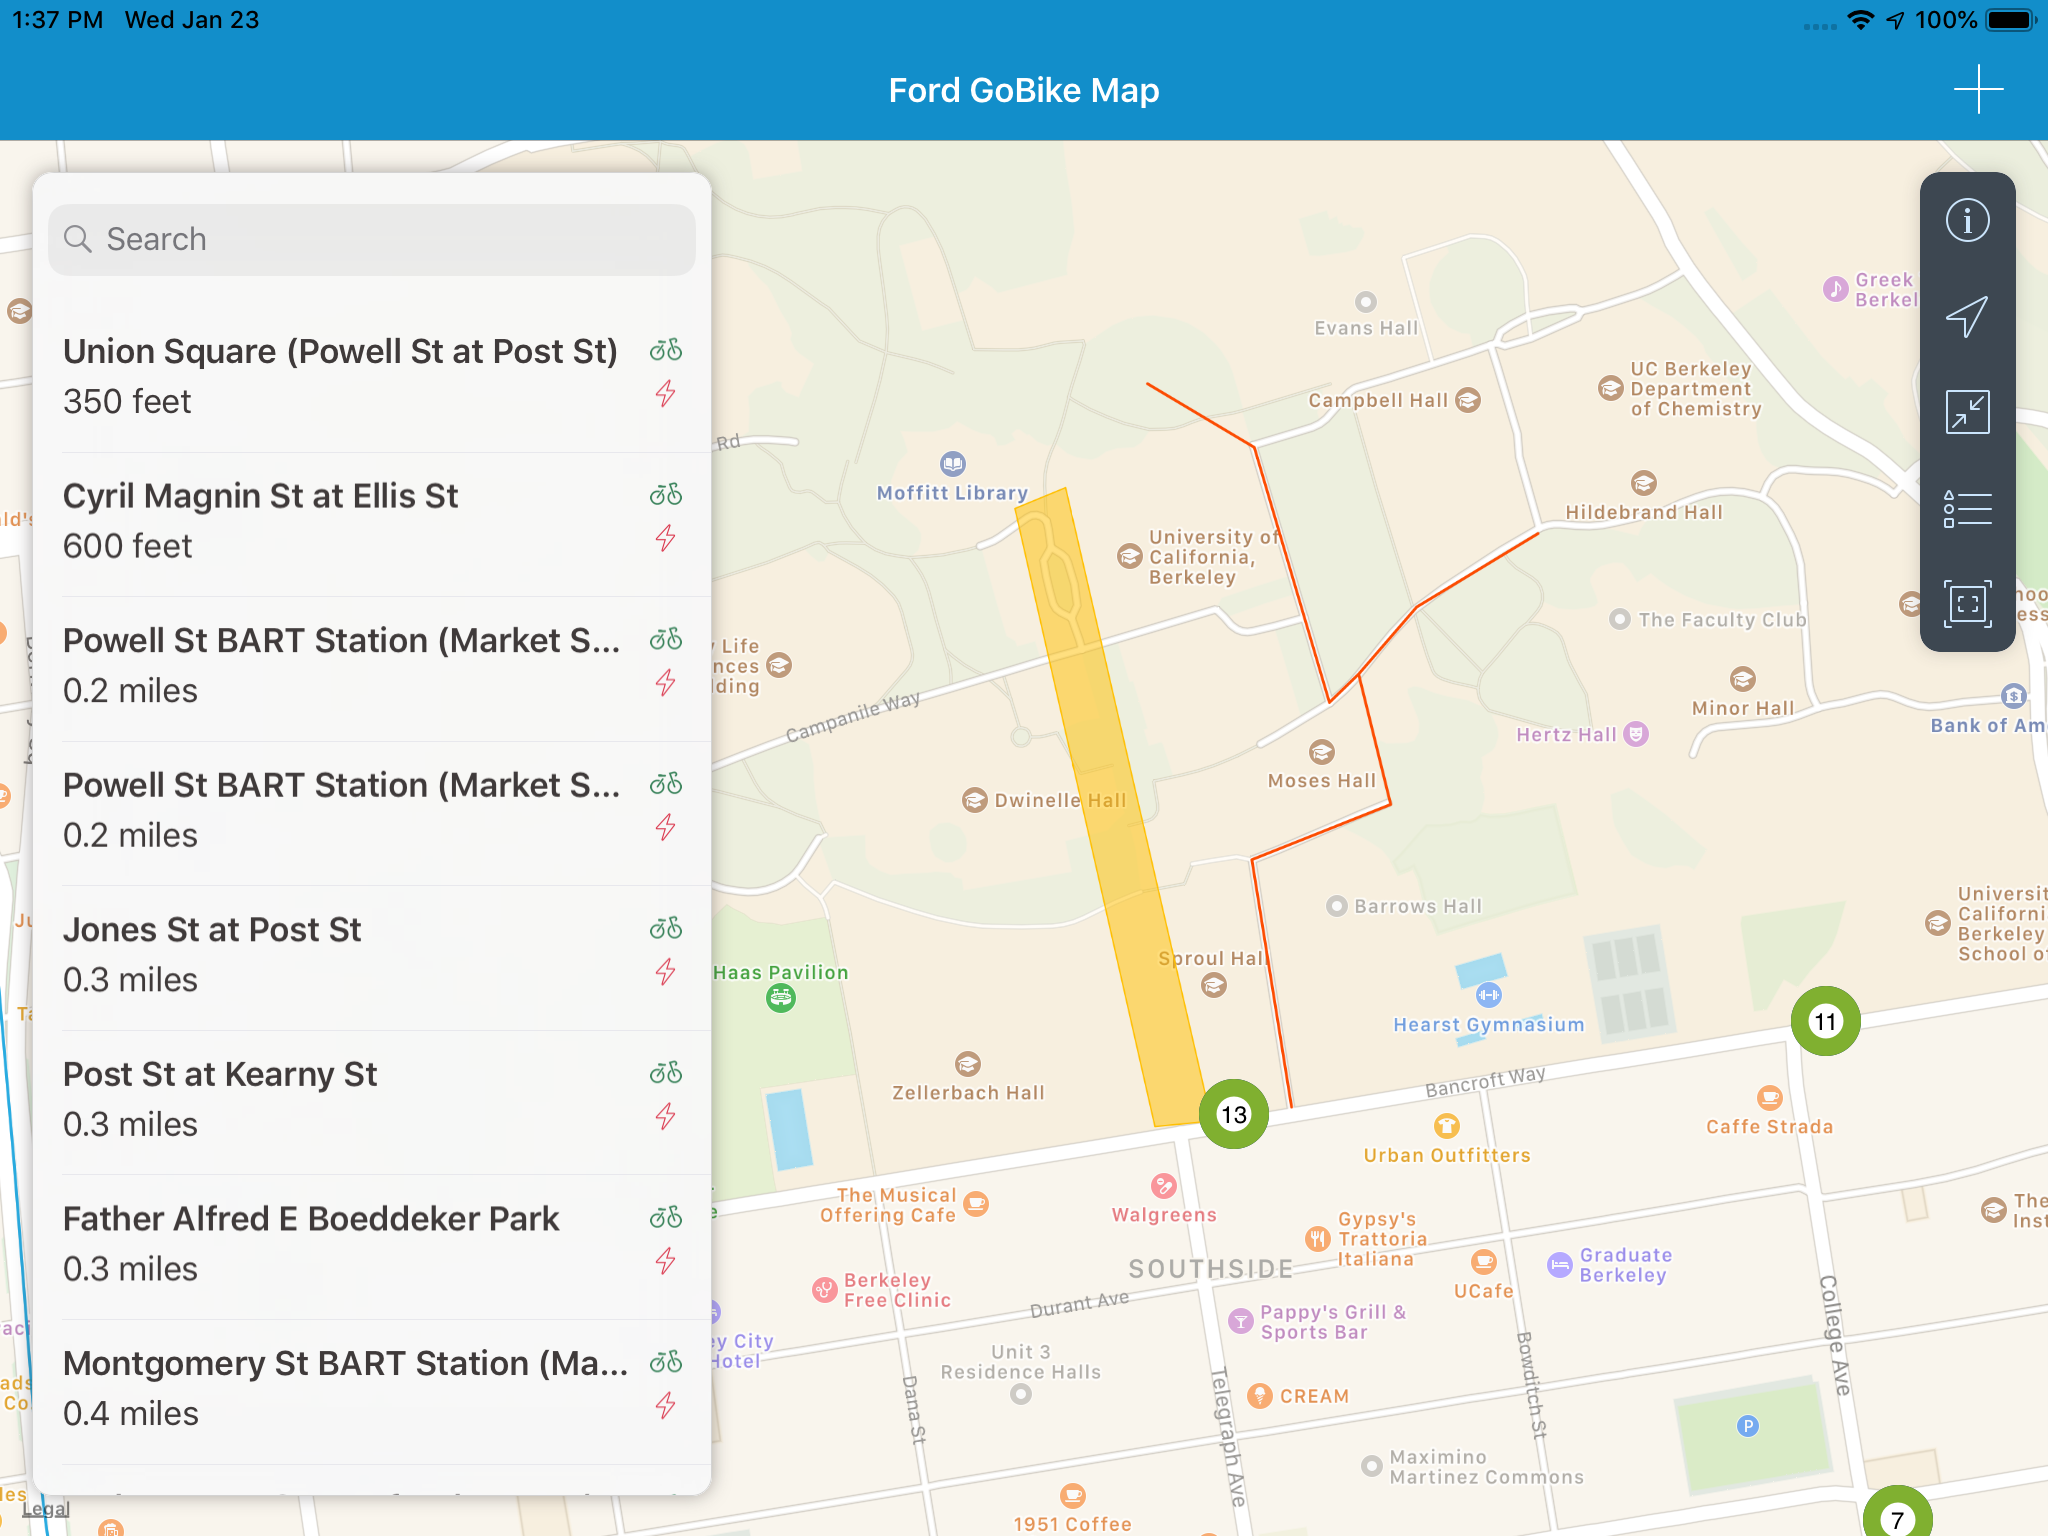 1:37 PM Wed Jan 23
100%
Ford GoBike Map
Search
Union Square (Powell St at Post St)
350 feet
Cyril Magnin St at Ellis St
600 feet
Powell St BART Station (Market S...
0.2 miles
Powell St BART Station (Market S...
0.2 miles
Jones St at Post St
0.3 miles
Post St at Kearny St
0.3 miles
Father Alfred E Boeddeker Park
0.3 miles
Montgomery St BART Station (Ma...
0.4 miles
Legal
Rd
Moffitt Library
Evans Hall
Greek
Berkel
Campbell Hall
UC Berkeley
Department
of Chemistry
Hildebrand Hall
University of
California,
Berkeley
The Faculty Club
Life
nces
lding
Campanile Way
Minor Hall
Bank of Am
Hertz Hall
Moses Hall
Dwinelle Hall
Barrows Hall
Universit
Californi
Berkeley
School of
Sproul Hall
Haas Pavilion
Hearst Gymnasium
11
Zellerbach Hall
Bancroft Way
13
Caffe Strada
Urban Outfitters
The Musical
Offering Cafe
Walgreens
Gypsy's
Trattoria
Italiana
The
Inst
SOUTHSIDE
Graduate
Berkeley
UCafe
Berkeley
Free Clinic
Durant Ave
Pappy's Grill &
Sports Bar
College Ave
ey City
Hotel
Unit 3
Residence Halls
Bowditch St
Dana St
Telegraph Ave
CREAM
P
Maximino
Martinez Commons
1951 Coffee
7